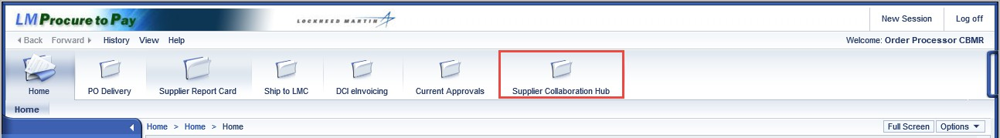 LM Procure to Pay LOCKHEED MARTIN New Session Log off
Back Forward History View Help Welcome: Order Processor CBMR
Home PO Delivery Supplier Report Card Ship to LMC DCI eInvoicing Current Approvals Supplier Collaboration Hub
Home
Home > Home > Home Full Screen Options